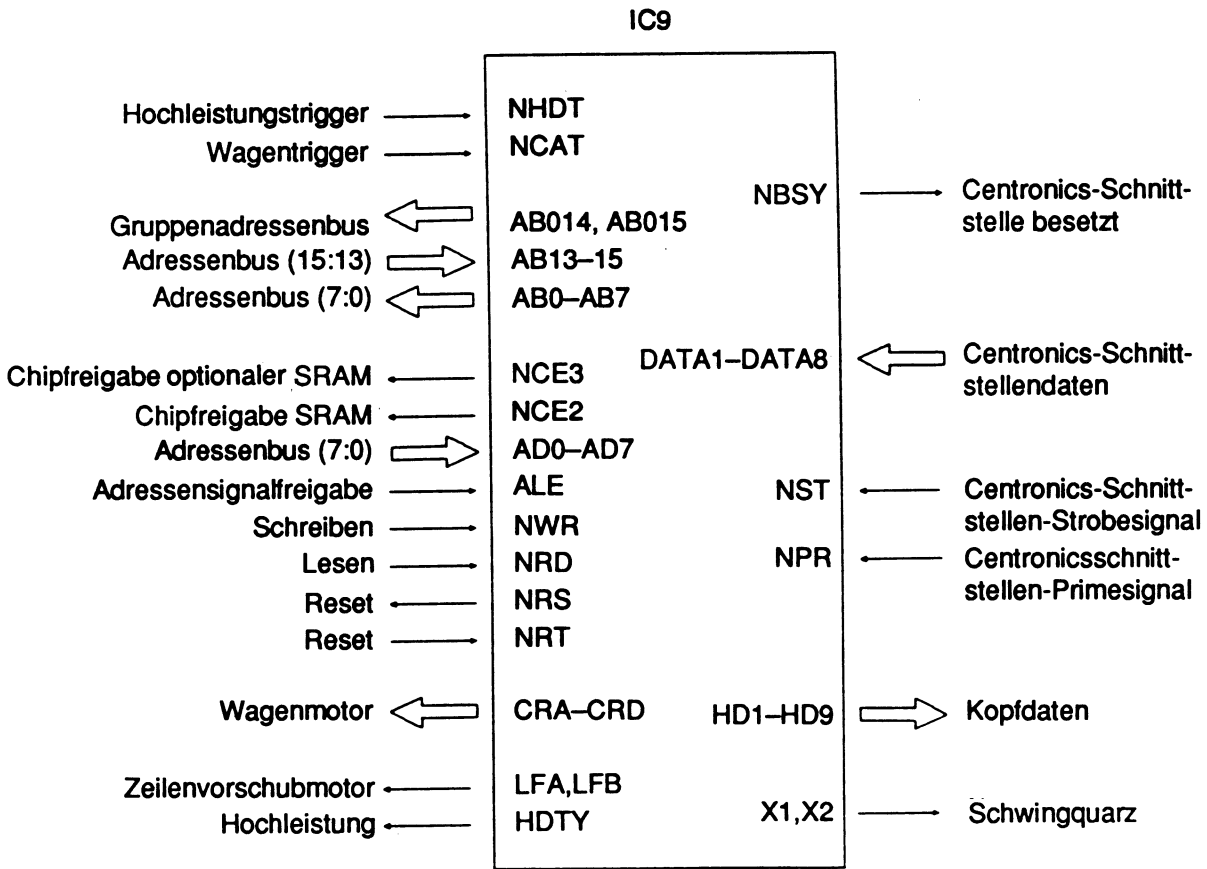 IC9
Hochleistungstrigger NHDT
Wagentrigger NCAT
NBSY Centronics-Schnitt-
stelle besetzt
Gruppenadressenbus AB014, AB015
Adressenbus (15:13) AB13–15
Adressenbus (7:0) AB0–AB7
DATA1–DATA8 Centronics-Schnitt-
stellendaten
Chipfreigabe optionaler SRAM NCE3
Chipfreigabe SRAM NCE2
Adressenbus (7:0) AD0–AD7
Adressensignalfreigabe ALE
NST Centronics-Schnitt-
stellen-Strobesignal
Schreiben NWR
Lesen NRD
NPR Centronicsschnitt-
stellen-Primesignal
Reset NRS
Reset NRT
Wagenmotor CRA–CRD
HD1–HD9 Kopfdaten
Zeilenvorschubmotor LFA,LFB
Hochleistung HDTY
X1,X2 Schwingquarz